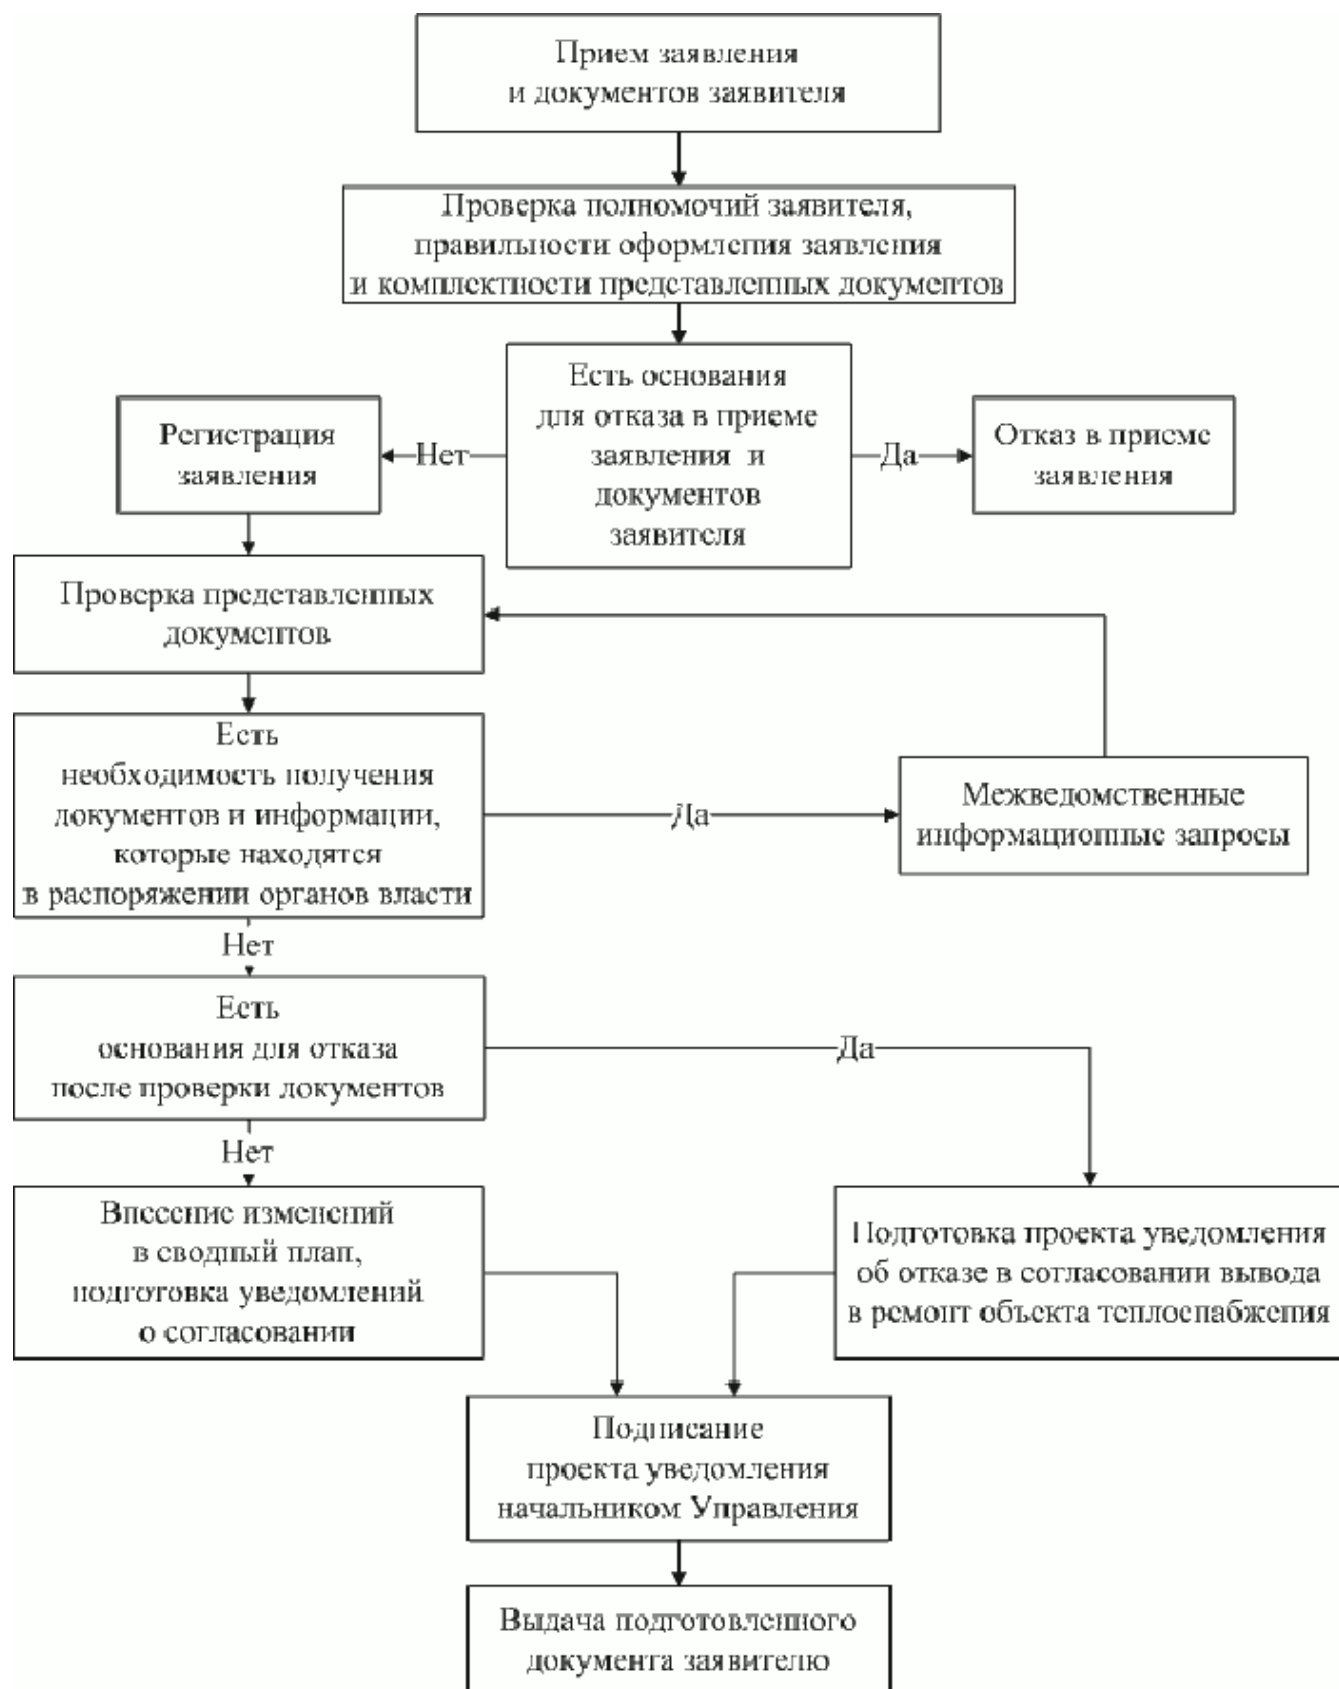 Прием заявления
и документов заявителя
Проверка полномочий заявителя,
правильности оформления заявления
и комплектности представленных документов
Есть основания
для отказа в приеме
заявления и
документов
заявителя
Нет
Да
Регистрация
заявления
Отказ в приеме
заявления
Проверка представленных
документов
Есть
необходимость получения
документов и информации,
которые находятся
в распоряжении органов власти
Да
Межведомственные
информационные запросы
Нет
Есть
основания для отказа
после проверки документов
Да
Нет
Внесение изменений
в сводный план,
подготовка уведомлений
о согласовании
Подготовка проекта уведомления
об отказе в согласовании вывода
в ремонт объекта теплоснабжения
Подписание
проекта уведомления
начальником Управления
Выдача подготовленного
документа заявителю